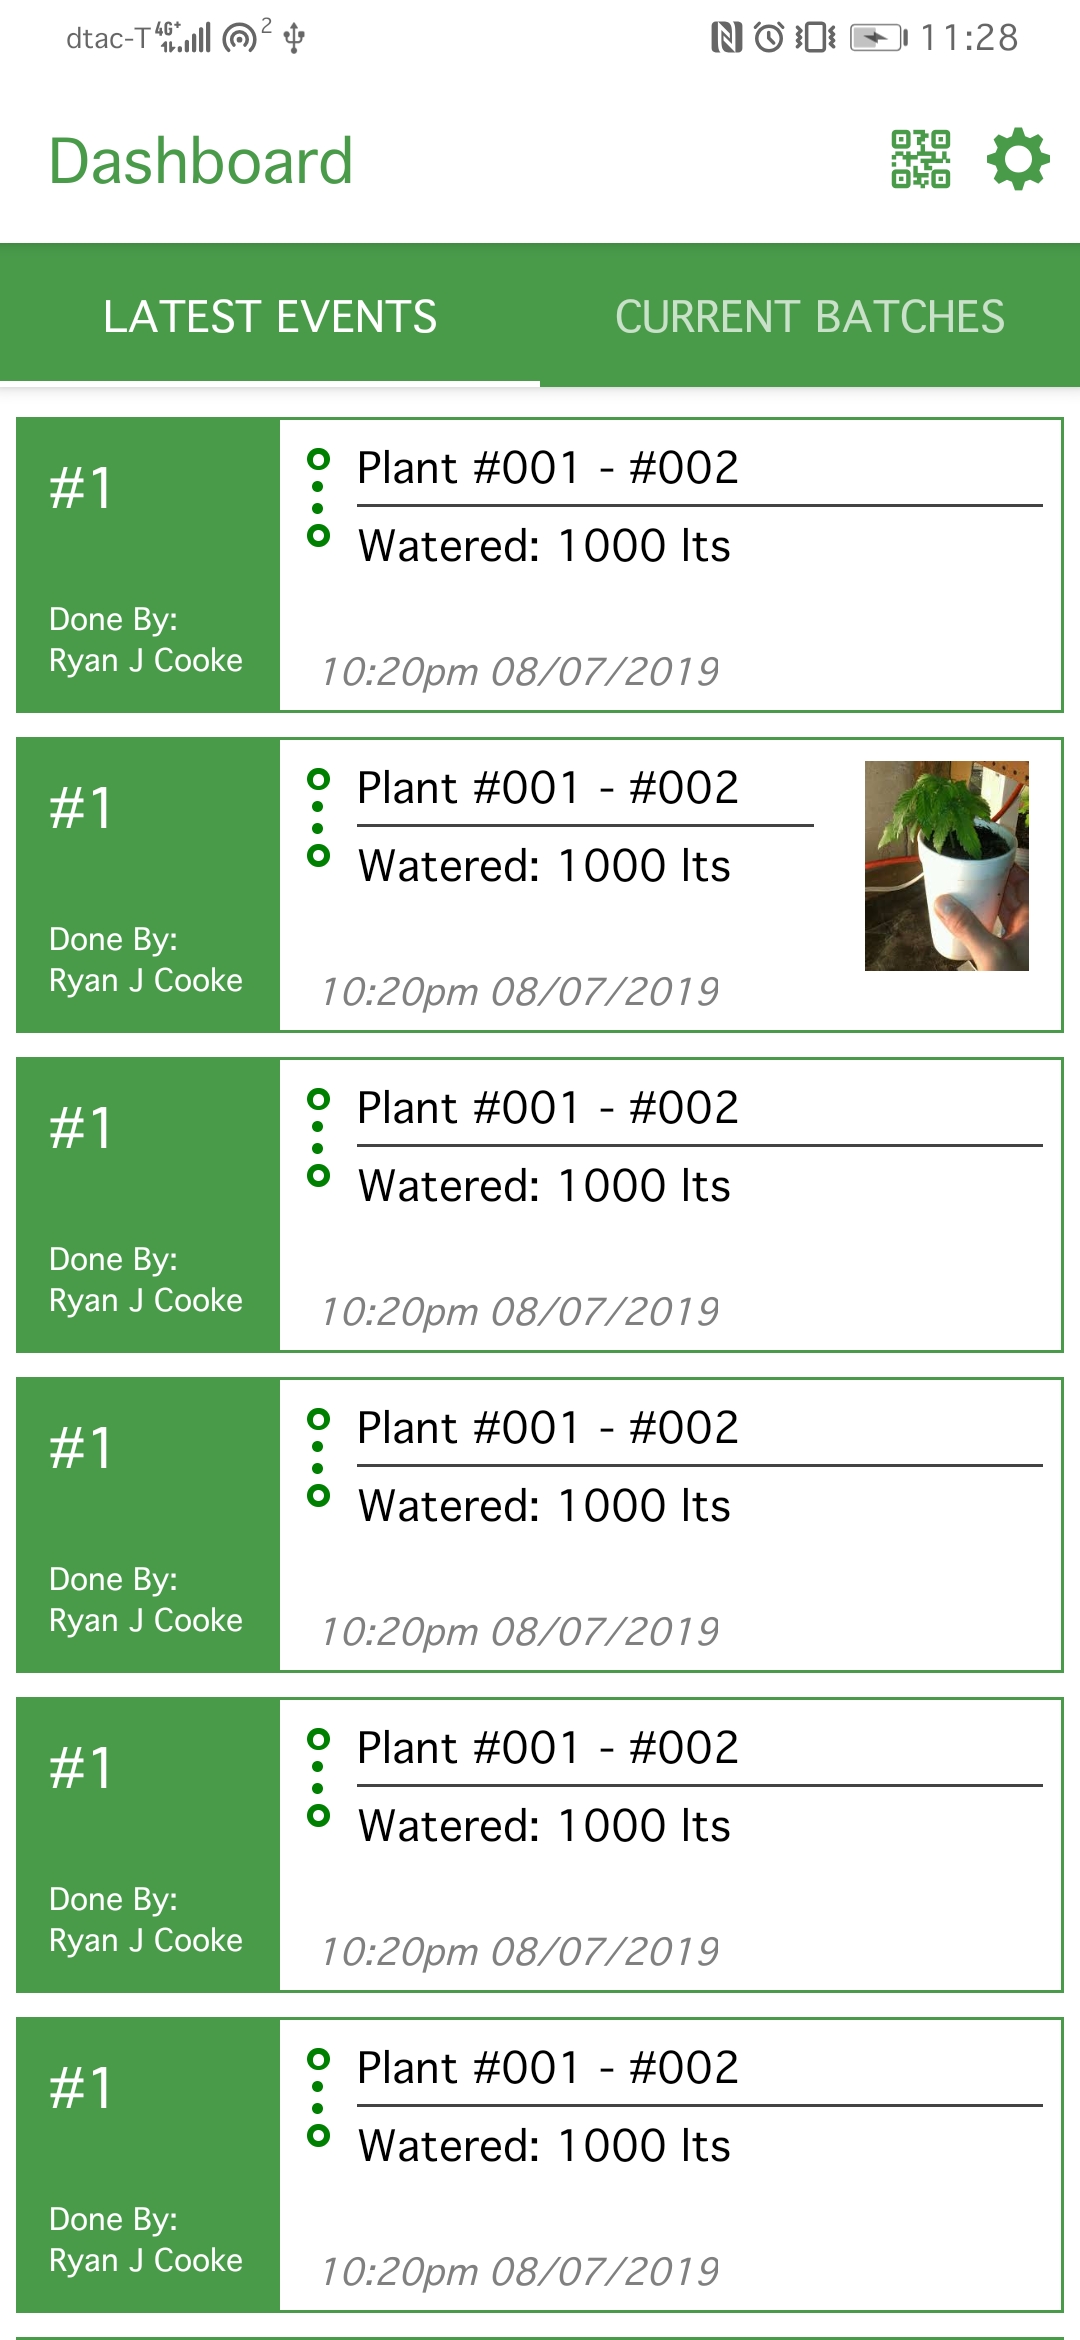 dtac-T 4G+ 2 11:28
Dashboard
LATEST EVENTS CURRENT BATCHES
#1
Plant #001 - #002
Watered: 1000 lts
Done By:
Ryan J Cooke
10:20pm 08/07/2019
#1
Plant #001 - #002
Watered: 1000 lts
Done By:
Ryan J Cooke
10:20pm 08/07/2019
#1
Plant #001 - #002
Watered: 1000 lts
Done By:
Ryan J Cooke
10:20pm 08/07/2019
#1
Plant #001 - #002
Watered: 1000 lts
Done By:
Ryan J Cooke
10:20pm 08/07/2019
#1
Plant #001 - #002
Watered: 1000 lts
Done By:
Ryan J Cooke
10:20pm 08/07/2019
#1
Plant #001 - #002
Watered: 1000 lts
Done By:
Ryan J Cooke
10:20pm 08/07/2019